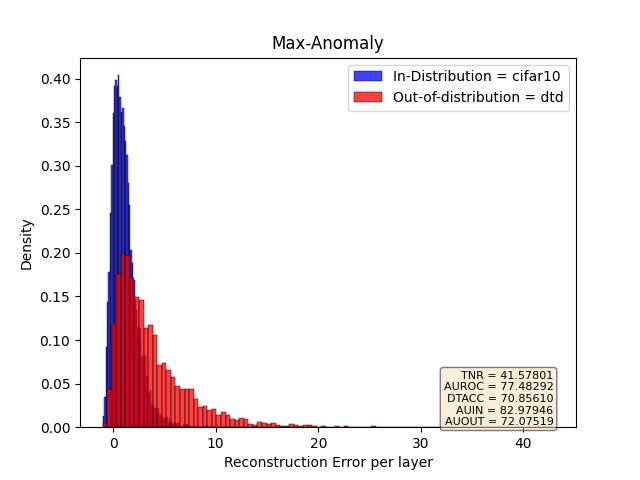 Max-Anomaly
In-Distribution = cifar10
Out-of-distribution = dtd
Density
0.40
0.35
0.30
0.25
0.20
0.15
0.10
0.05
0.00
TNR = 41.57801
AUROC = 77.48292
DTACC = 70.85610
AUIN = 82.97946
AUOUT = 72.07519
0 10 20 30 40
Reconstruction Error per layer